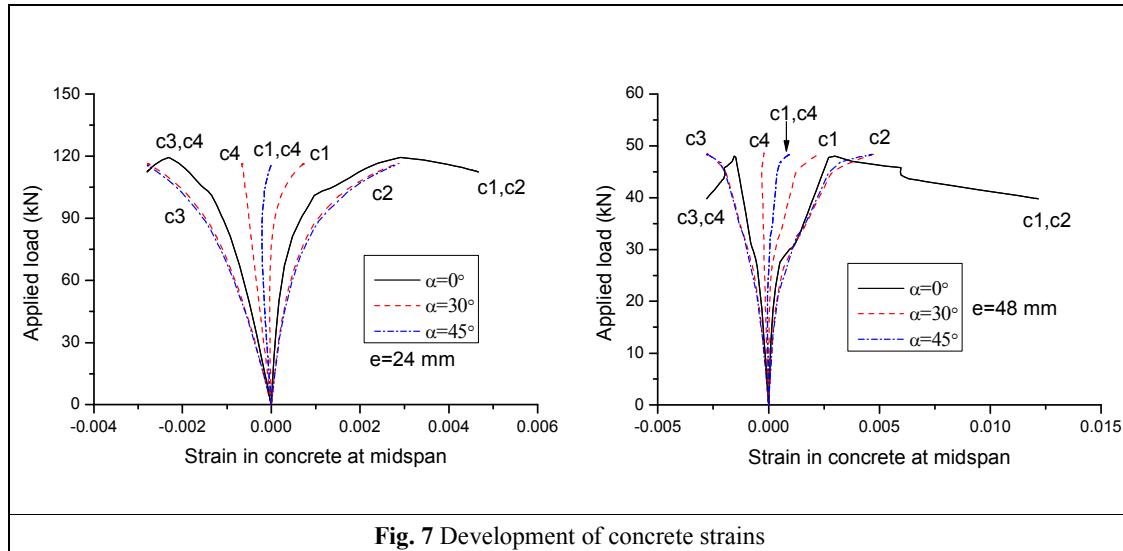 150
120
90
60
30
0
Applied load (kN)
c3,c4
c4
c1,c4
c1
c3
c2
c1,c2
α=0°
α=30°
α=45°
e=24 mm
-0.004 -0.002 0.000 0.002 0.004 0.006
Strain in concrete at midspan
60
50
40
30
20
10
0
Applied load (kN)
c1,c4
c3
c4
c1
c2
c3,c4
c1,c2
α=0°
α=30°
α=45°
e=48 mm
-0.005 0.000 0.005 0.010 0.015
Strain in concrete at midspan
Fig. 7 Development of concrete strains